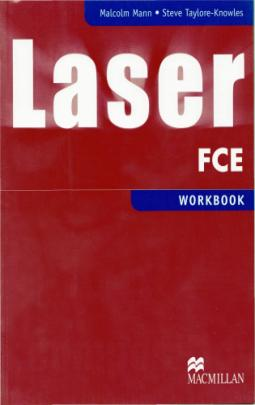 Malcolm Mann • Steve Taylore-Knowles
Laser
FCE
WORKBOOK
MACMILLAN